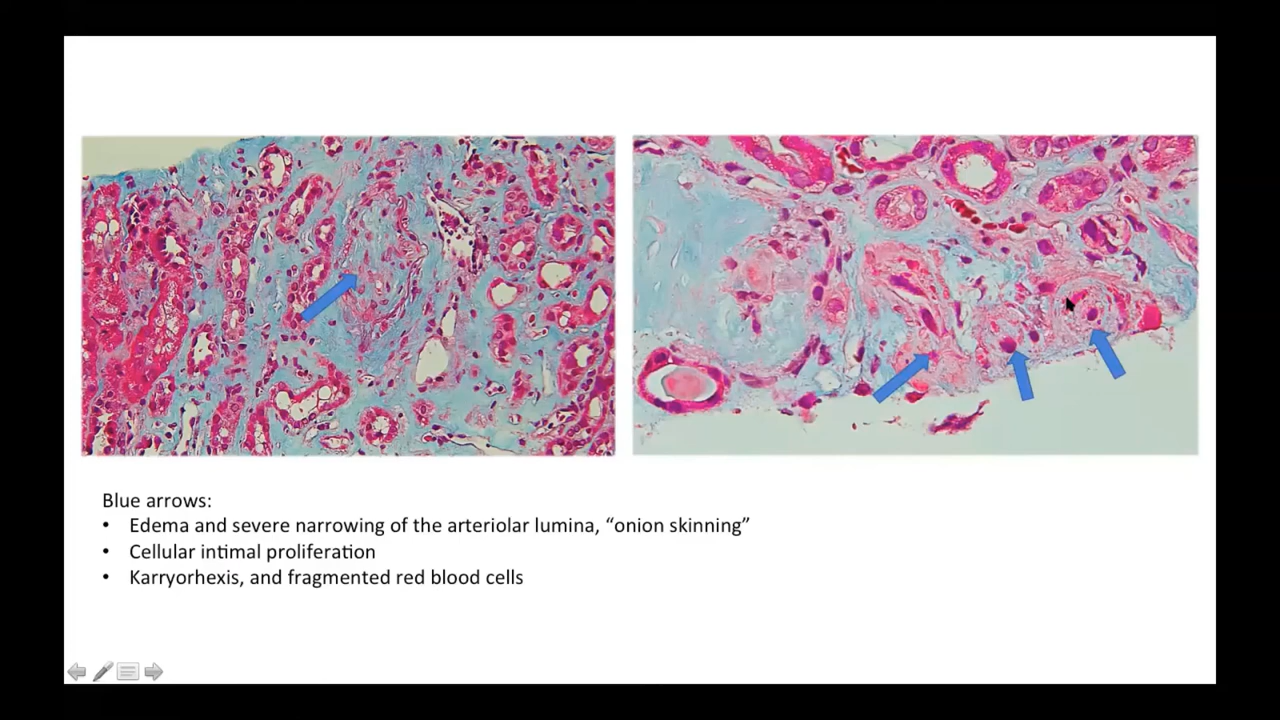 Blue arrows:
• Edema and severe narrowing of the arteriolar lumina, “onion skinning”
• Cellular intimal proliferation
• Karryorhexis, and fragmented red blood cells